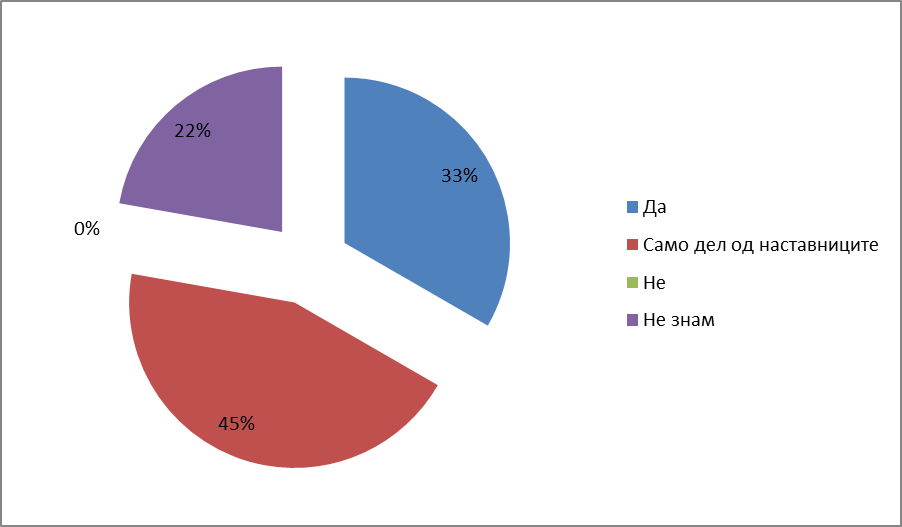 22%
33%
0%
45%
Да
Само дел од наставниците
Не
Не знам